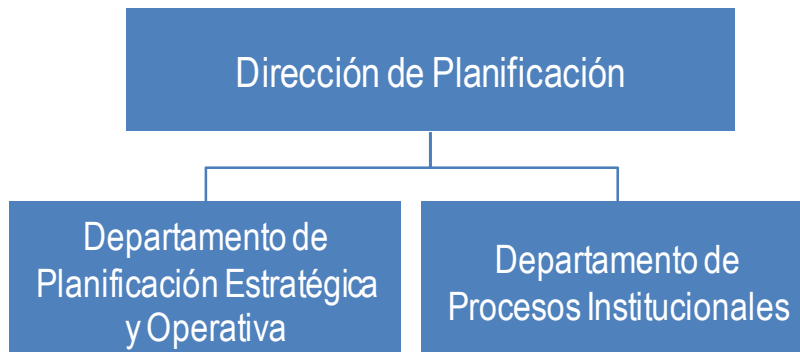 Dirección de Planificación
Departamento de
Planificación Estratégica
y Operativa
Departamento de
Procesos Institucionales